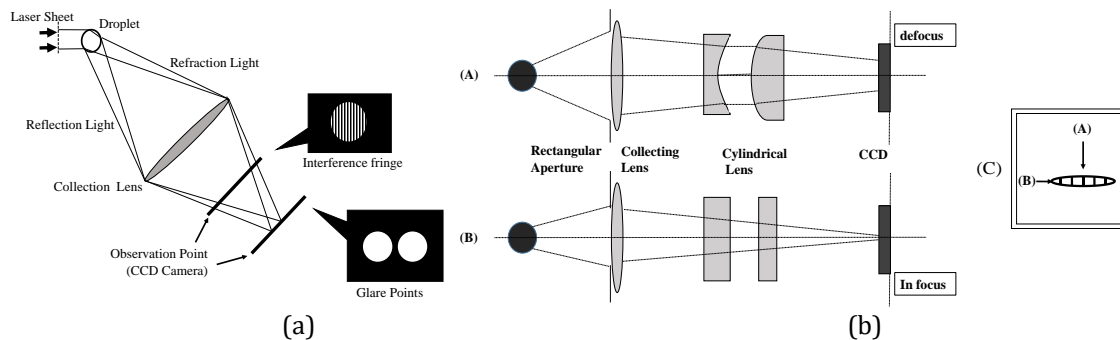 Laser Sheet
Droplet
Refraction Light
Reflection Light
Interference fringe
Collection Lens
Observation Point
(CCD Camera)
Glare Points
(a)
(A)
defocus
Rectangular
Aperture
Collecting
Lens
Cylindrical
Lens
CCD
(B)
In focus
(b)
(C)
(A)
(B)